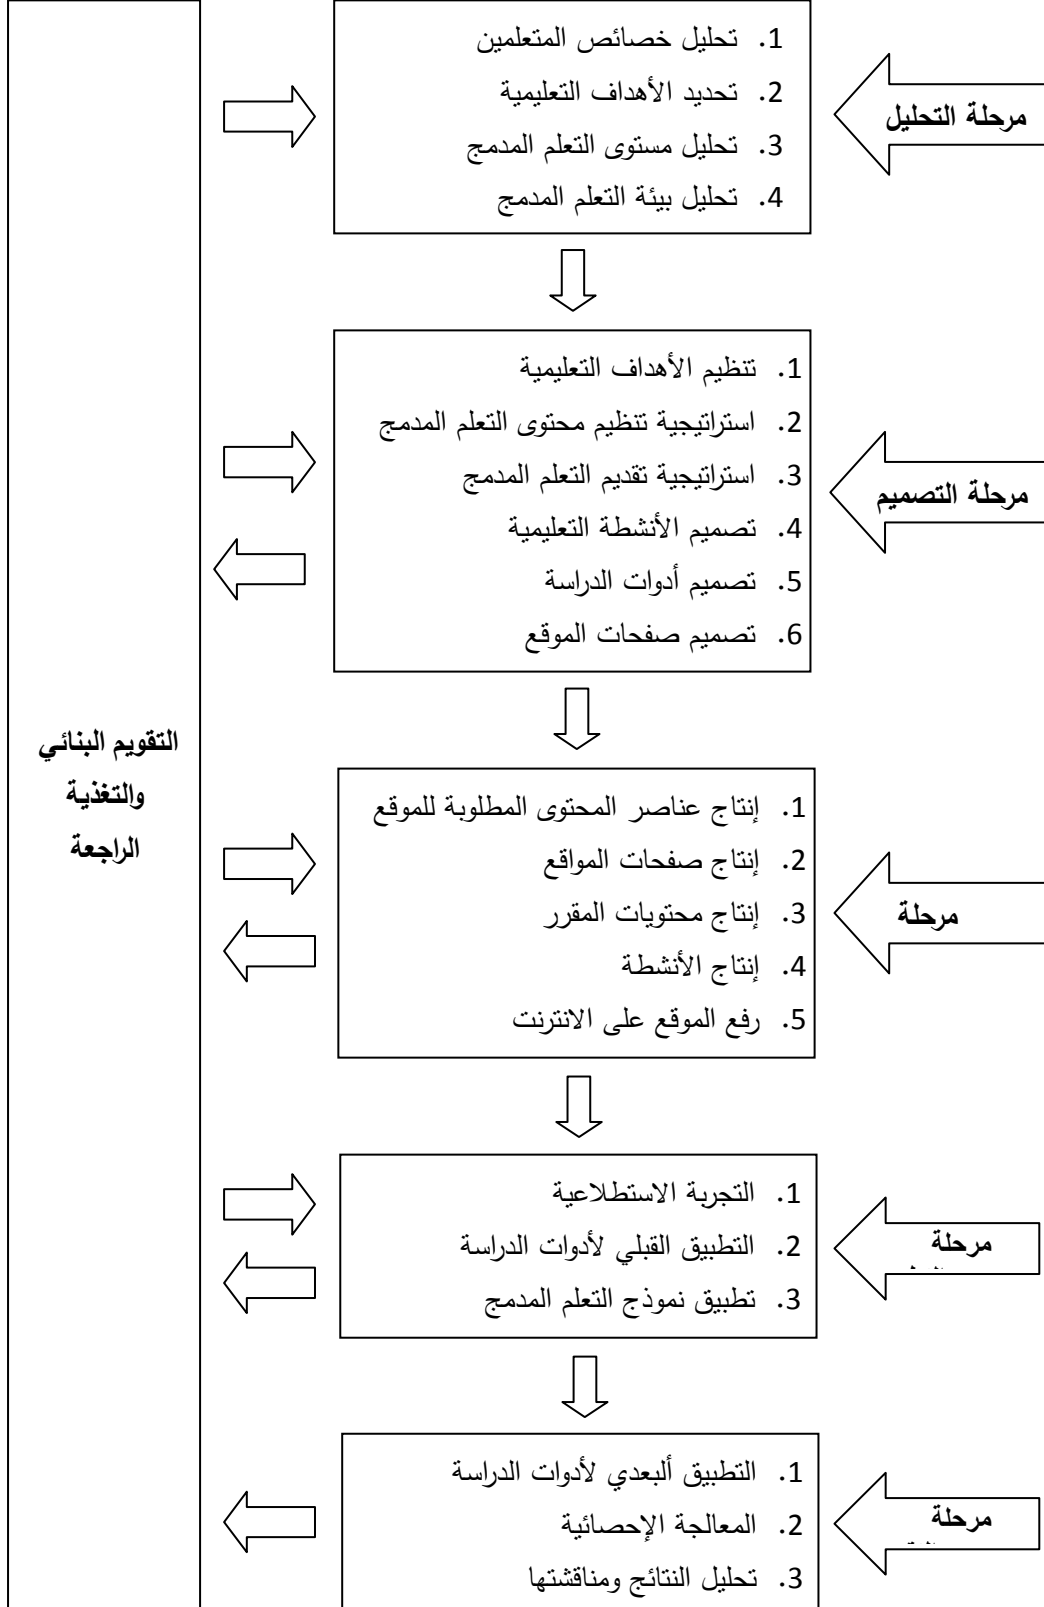 مرحلة التحليل
1. تحليل خصائص المتعلمين
2. تحديد الأهداف التعليمية
3. تحليل مستوى التعلم المدمج
4. تحليل بيئة التعلم المدمج
مرحلة التصميم
1. تنظيم الأهداف التعليمية
2. استراتيجية تنظيم محتوى التعلم المدمج
3. استراتيجية تقديم التعلم المدمج
4. تصميم الأنشطة التعليمية
5. تصميم أدوات الدراسة
6. تصميم صفحات الموقع
مرحلة
1. إنتاج عناصر المحتوى المطلوبة للموقع
2. إنتاج صفحات المواقع
3. إنتاج محتويات المقرر
4. إنتاج الأنشطة
5. رفع الموقع على الانترنت
مرحلة
1. التجربة الاستطلاعية
2. التطبيق القبلي لأدوات الدراسة
3. تطبيق نموذج التعلم المدمج
مرحلة
1. التطبيق ألبعدي لأدوات الدراسة
2. المعالجة الإحصائية
3. تحليل النتائج ومناقشتها
التقويم البنائي
والتغذية
الراجعة